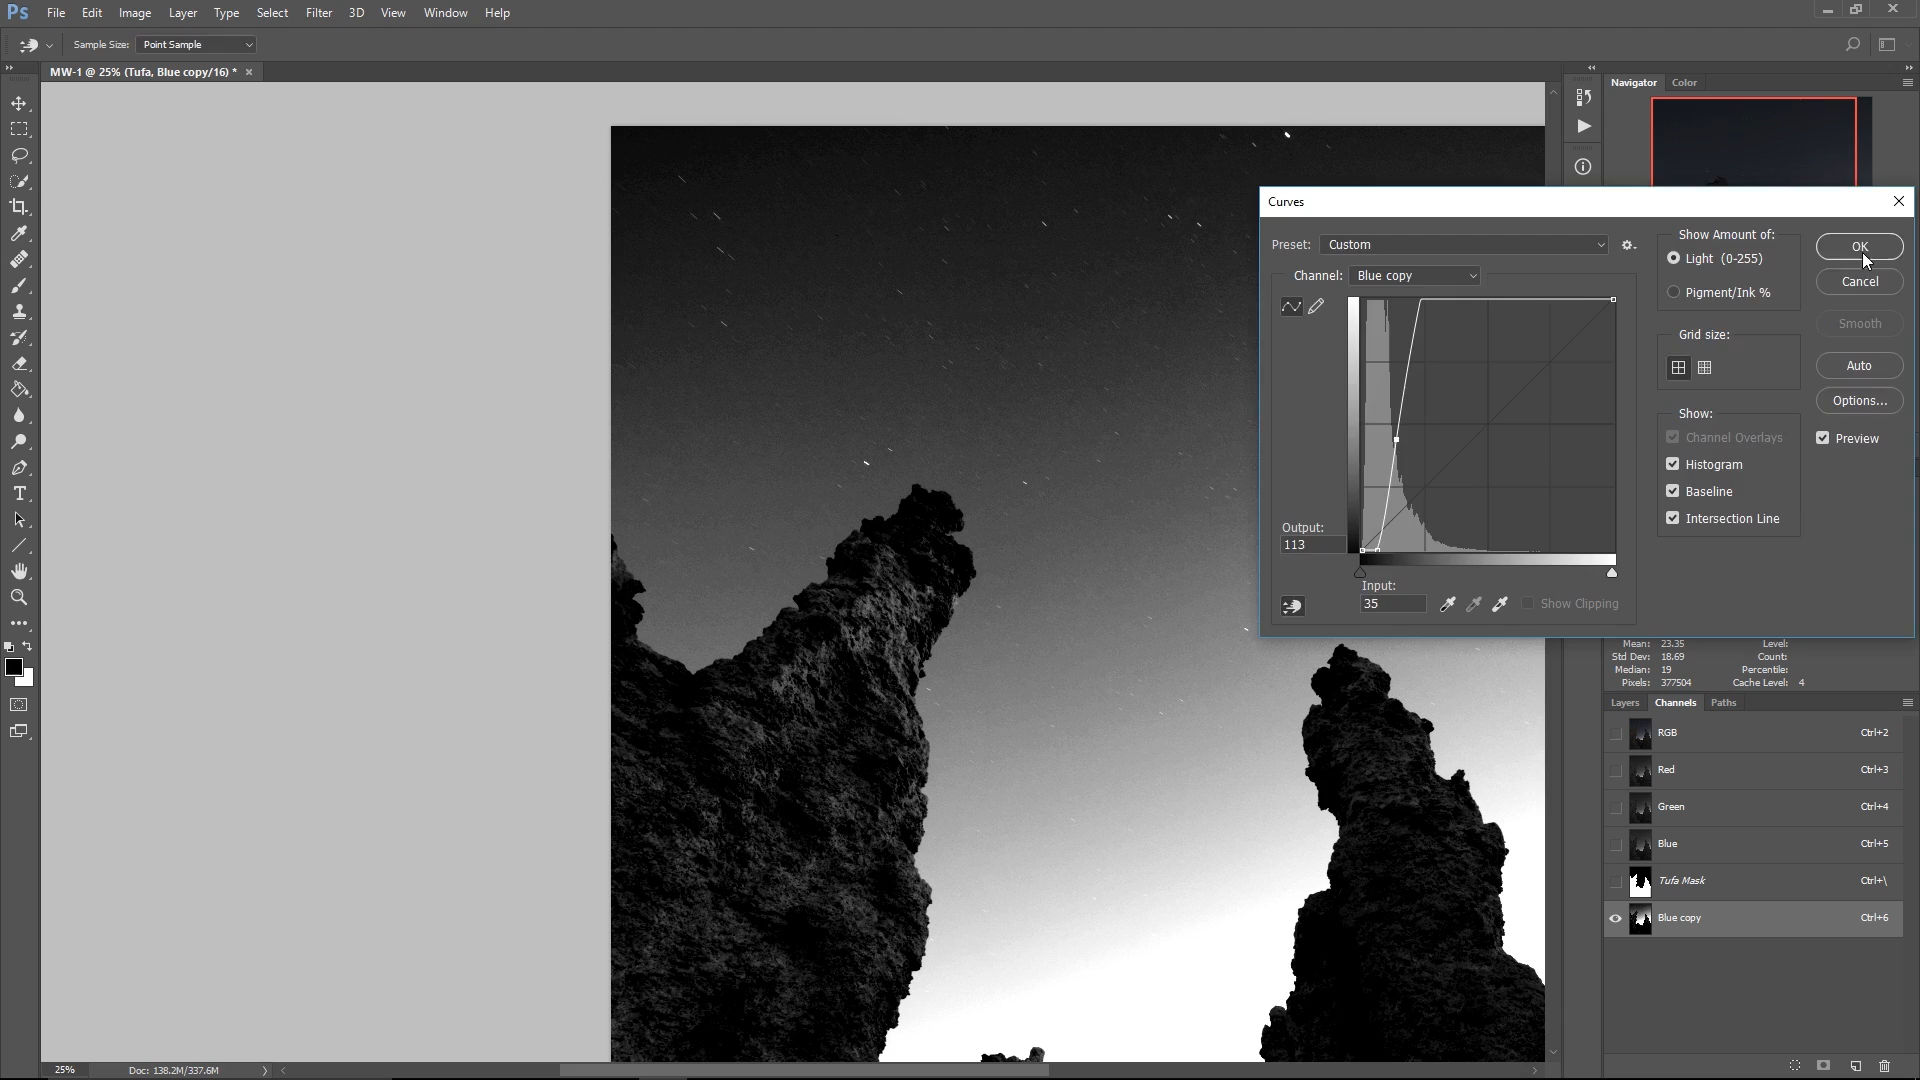 Ps File Edit Image Layer Type Select Filter 3D View Window Help
Sample Size: Point Sample
MW-1 @ 25% (Tufa, Blue copy/16) * ×
Navigator Color
Curves
Preset: Custom
Channel: Blue copy
Output:
113
Input:
35
Show Clipping
Show Amount of:
Light (0-255)
Pigment/Ink %
Grid size:
Show:
Channel Overlays
Histogram
Baseline
Intersection Line
OK
Cancel
Smooth
Auto
Options...
Preview
Mean: 23.35 Level:
Std Dev: 18.69 Count:
Median: 19 Percentile:
Pixels: 377504 Cache Level: 4
Layers Channels Paths
RGB Ctrl+2
Red Ctrl+3
Green Ctrl+4
Blue Ctrl+5
Tufa Mask Ctrl+\
Blue copy Ctrl+6
25% Doc: 138.2M/337.6M